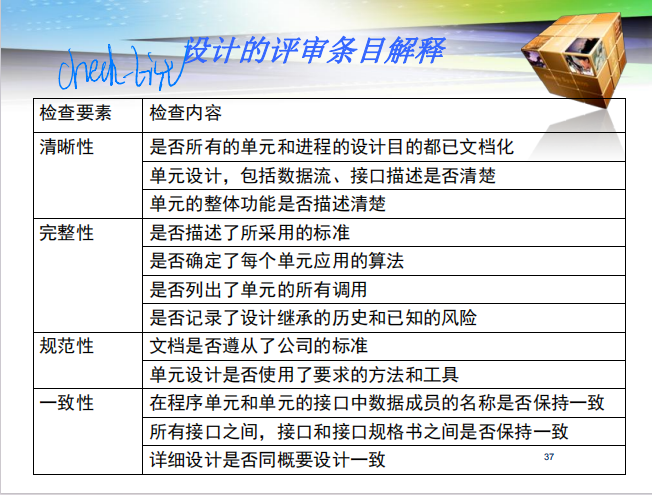 设计的评审条目解释
check-list
检查要素 检查内容
清晰性 是否所有的单元和进程的设计目的都已文档化
单元设计，包括数据流、接口描述是否清楚
单元的整体功能是否描述清楚
完整性 是否描述了所采用的标准
是否确定了每个单元应用的算法
是否列出了单元的所有调用
是否记录了设计继承的历史和已知的风险
规范性 文档是否遵从了公司的标准
单元设计是否使用了要求的方法和工具
一致性 在程序单元和单元的接口中数据成员的名称是否保持一致
所有接口之间，接口和接口规格书之间是否保持一致
详细设计是否同概要设计一致
37